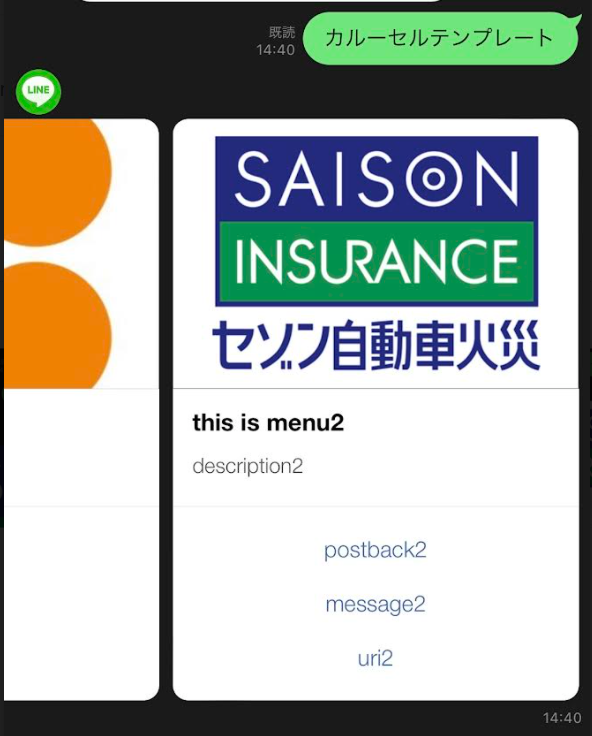 カルーセルテンプレート
既読
14:40
LINE
SAISON
INSURANCE
セゾン自動車火災
this is menu2
description2
postback2
message2
uri2
14:40